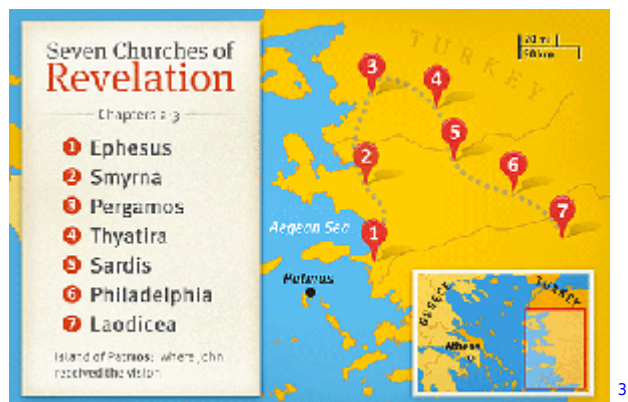 Seven Churches of
Revelation
Chapters 2-3
1 Ephesus
2 Smyrna
3 Pergamos
4 Thyatira
5 Sardis
6 Philadelphia
7 Laodicea
Island of Patmos: where John
received the vision
TURKEY
20 mi
3
4
5
2
6
7
1
Aegean Sea
Patmos
GREECE
TURKEY
Athens
3